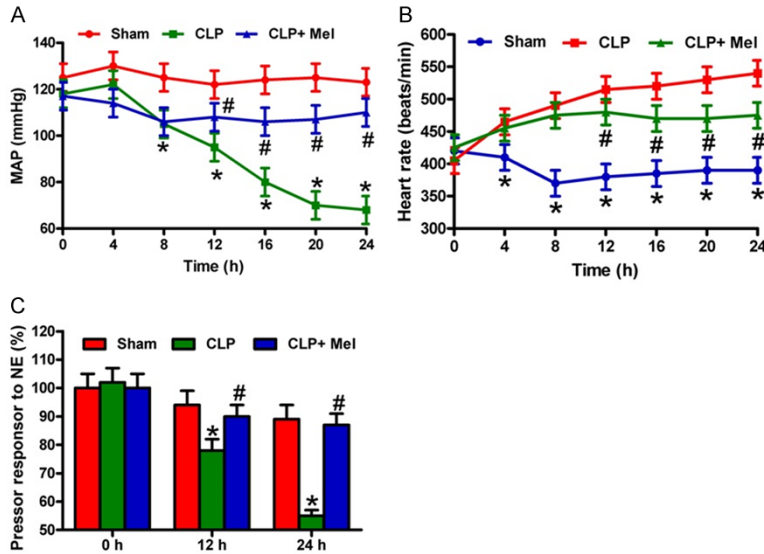 A
Sham CLP CLP+ Mel
MAP (mmHg)
140
120
100
80
60
#
* # # #
* * * *
0 4 8 12 16 20 24
Time (h)
B
Sham CLP CLP+ Mel
Heart rate (beats/min)
600
550
500
450
400
350
300
# # # #
* * * * * *
0 4 8 12 16 20 24
Time (h)
C
Sham CLP CLP+ Mel
Pressor responsor to NE (%)
120
110
100
90
80
70
60
50
* # * #
0 h 12 h 24 h